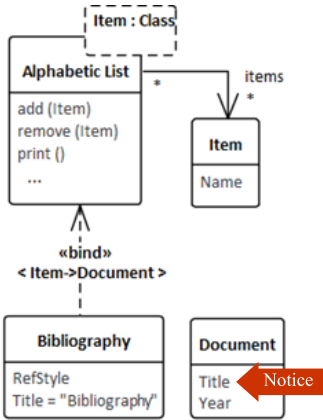 Item : Class
Alphabetic List
add (Item)
remove (Item)
print ()
...
*
items
*
Item
Name
«bind»
< Item->Document >
Bibliography
RefStyle
Title = "Bibliography"
Document
Title
Notice
Year